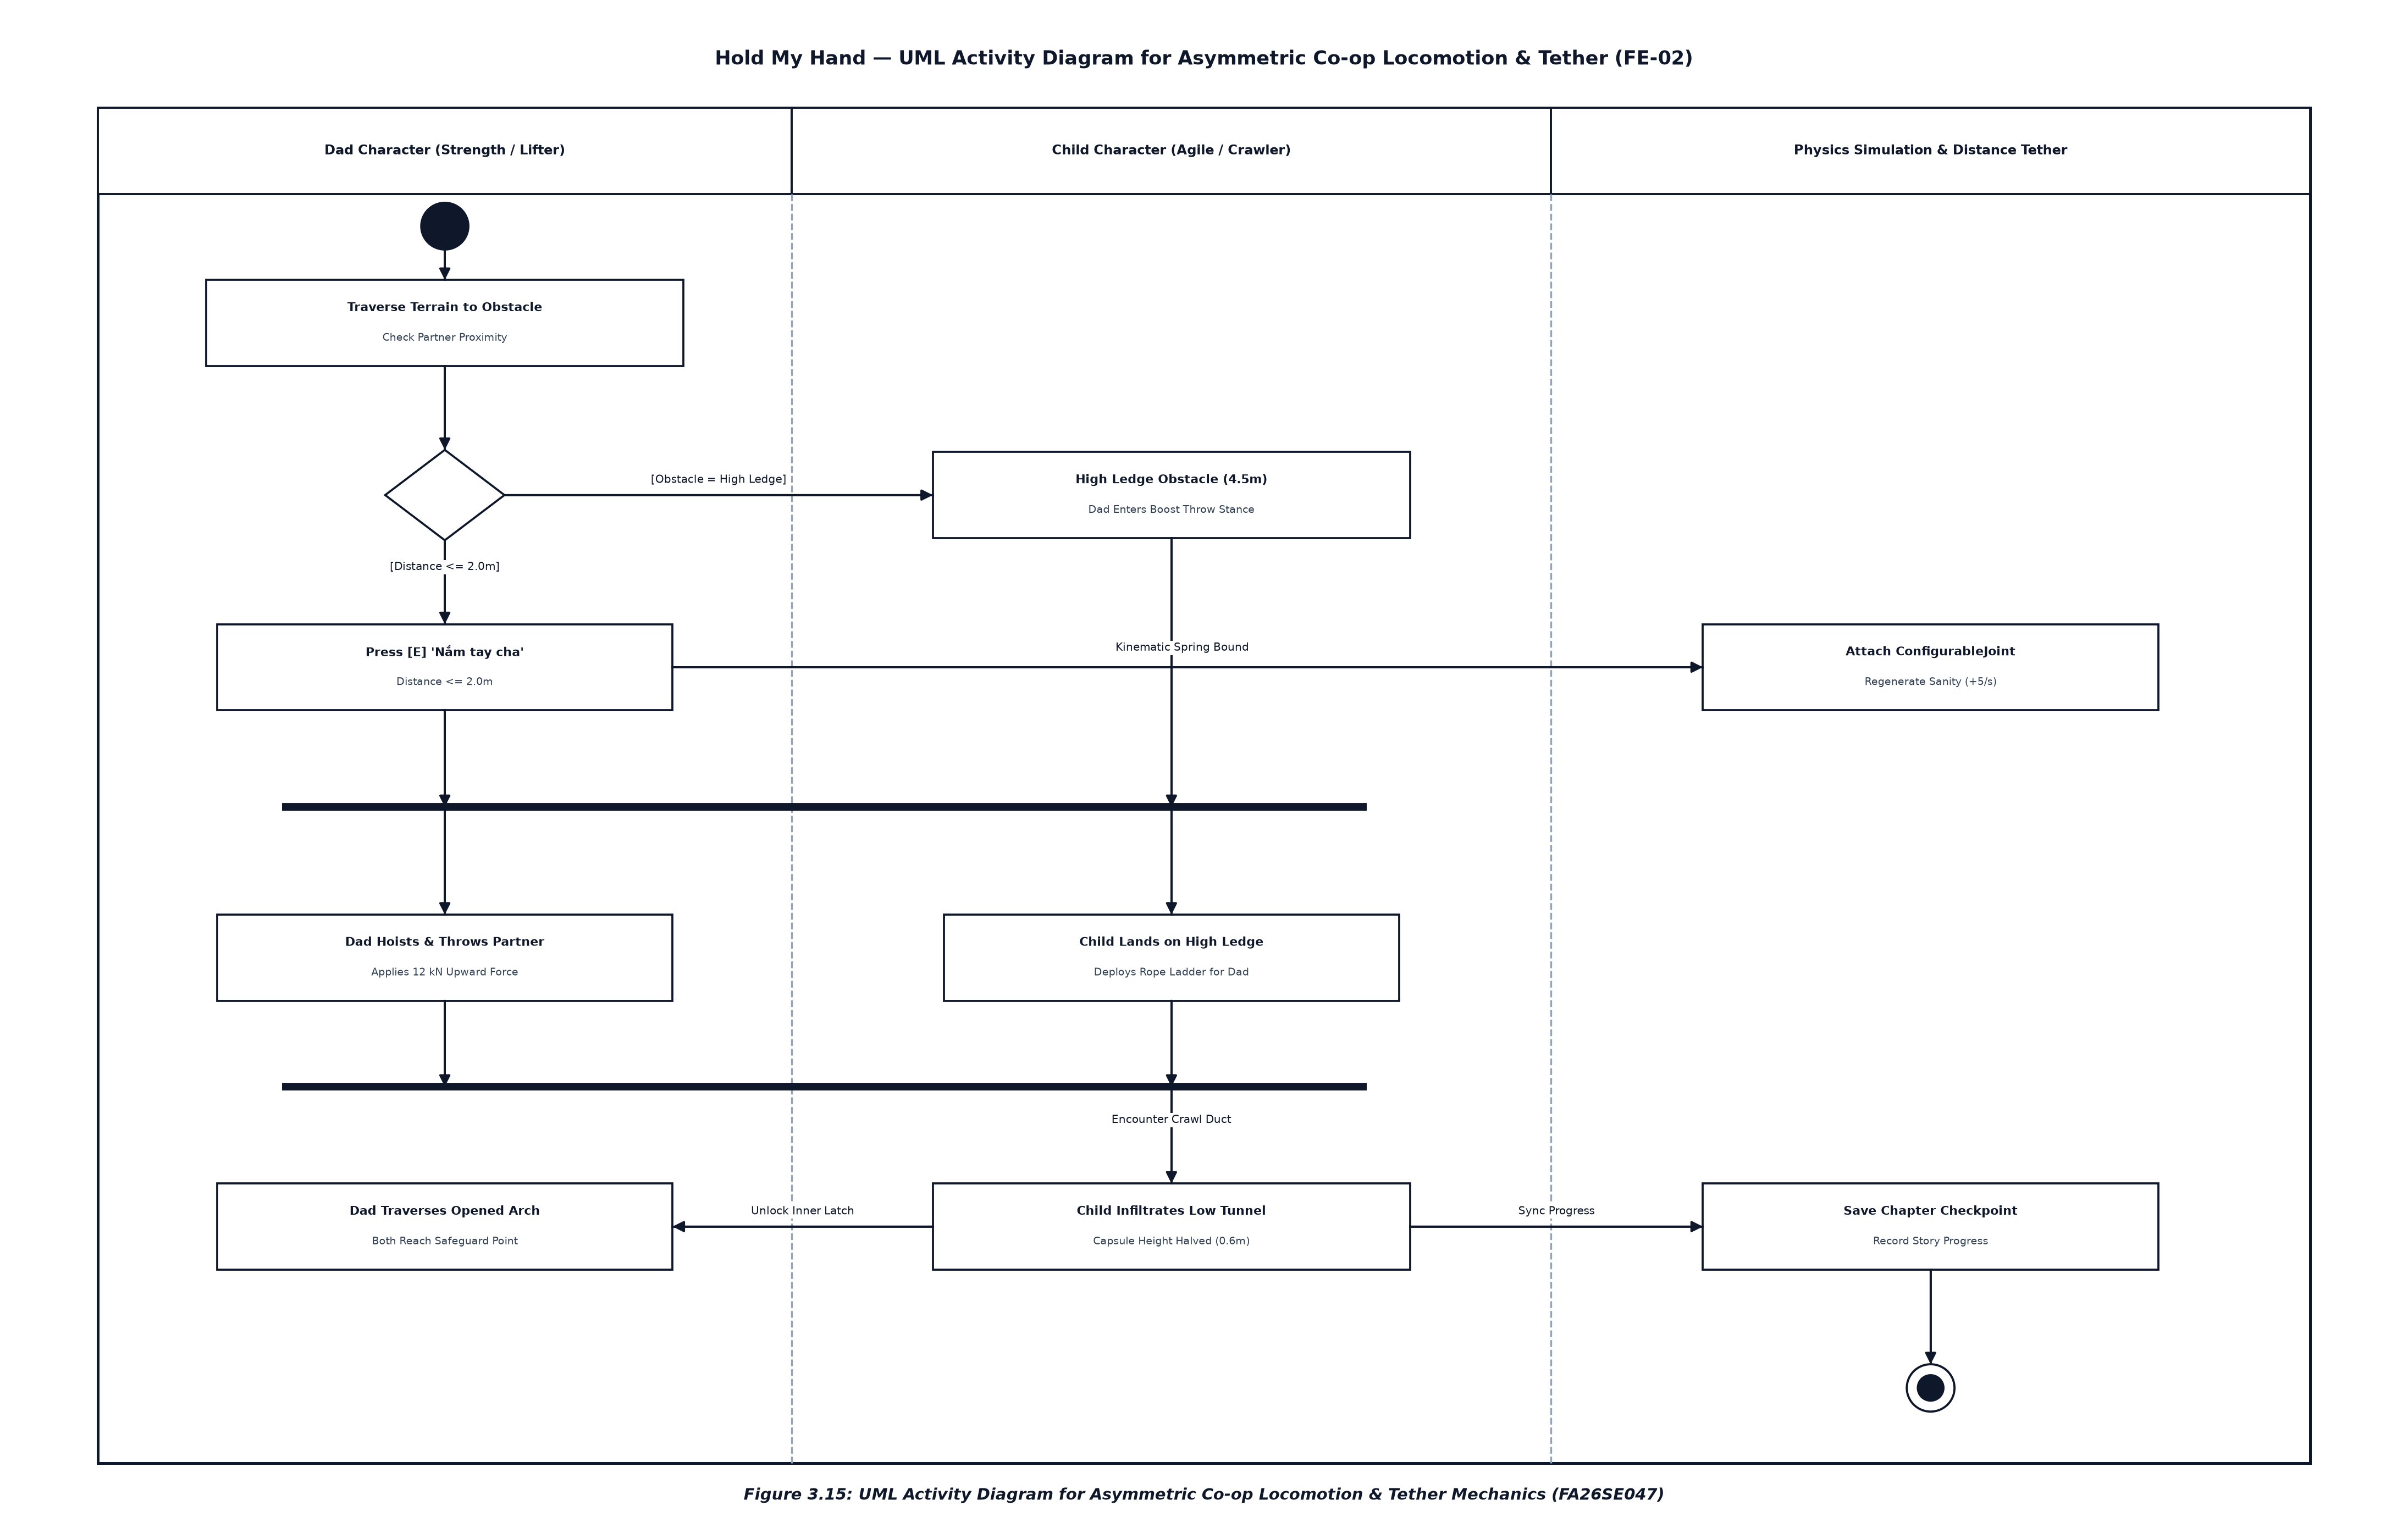 Hold My Hand — UML Activity Diagram for Asymmetric Co-op Locomotion & Tether (FE-02)
Dad Character (Strength / Lifter)
Child Character (Agile / Crawler)
Physics Simulation & Distance Tether
Traverse Terrain to Obstacle
Check Partner Proximity
[Obstacle = High Ledge]
High Ledge Obstacle (4.5m)
Dad Enters Boost Throw Stance
[Distance <= 2.0m]
Press [E] 'Nắm tay cha'
Distance <= 2.0m
Kinematic Spring Bound
Attach ConfigurableJoint
Regenerate Sanity (+5/s)
Dad Hoists & Throws Partner
Applies 12 kN Upward Force
Child Lands on High Ledge
Deploys Rope Ladder for Dad
Encounter Crawl Duct
Dad Traverses Opened Arch
Both Reach Safeguard Point
Unlock Inner Latch
Child Infiltrates Low Tunnel
Capsule Height Halved (0.6m)
Sync Progress
Save Chapter Checkpoint
Record Story Progress
Figure 3.15: UML Activity Diagram for Asymmetric Co-op Locomotion & Tether Mechanics (FA26SE047)